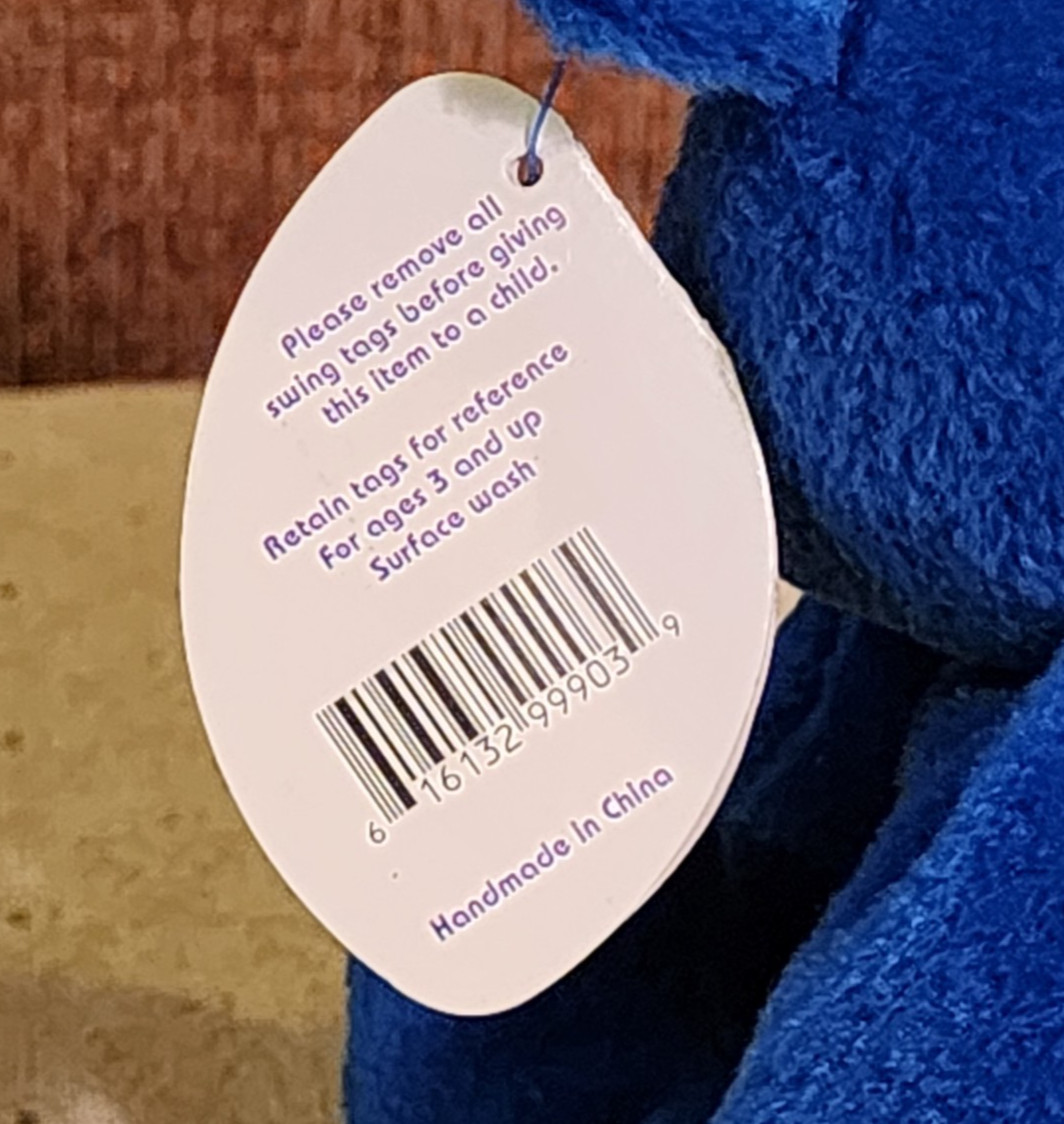 Please remove all
swing tags before giving
this item to a child.
Retain tags for reference
For ages 3 and up
Surface wash
6 16132 99903 9
Handmade in China